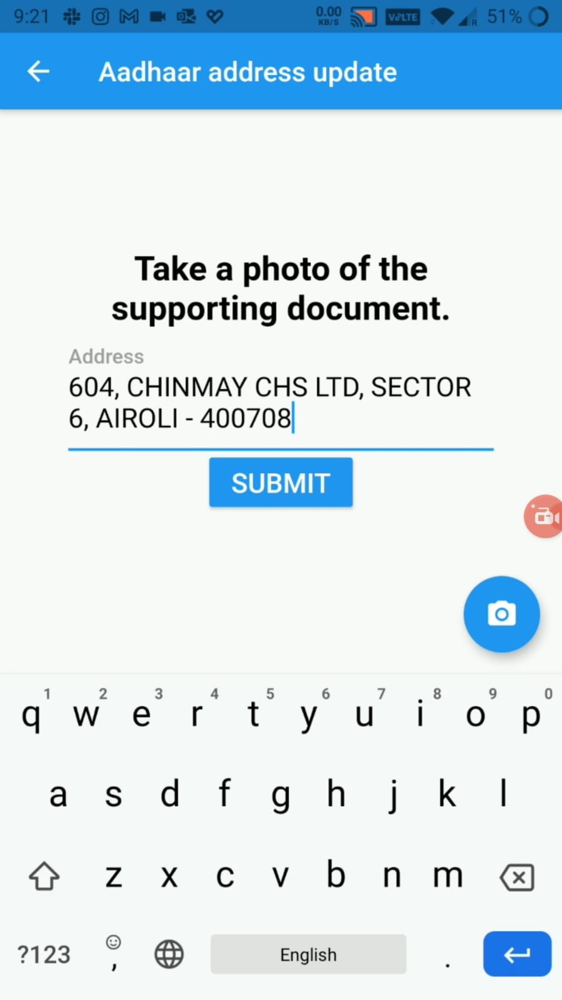 9:21 0.00 KB/S VoLTE R 51%
Aadhaar address update
Take a photo of the
supporting document.
Address
604, CHINMAY CHS LTD, SECTOR
6, AIROLI - 400708
SUBMIT
1 2 3 4 5 6 7 8 9 0
q w e r t y u i o p
a s d f g h j k l
z x c v b n m
?123 , English .